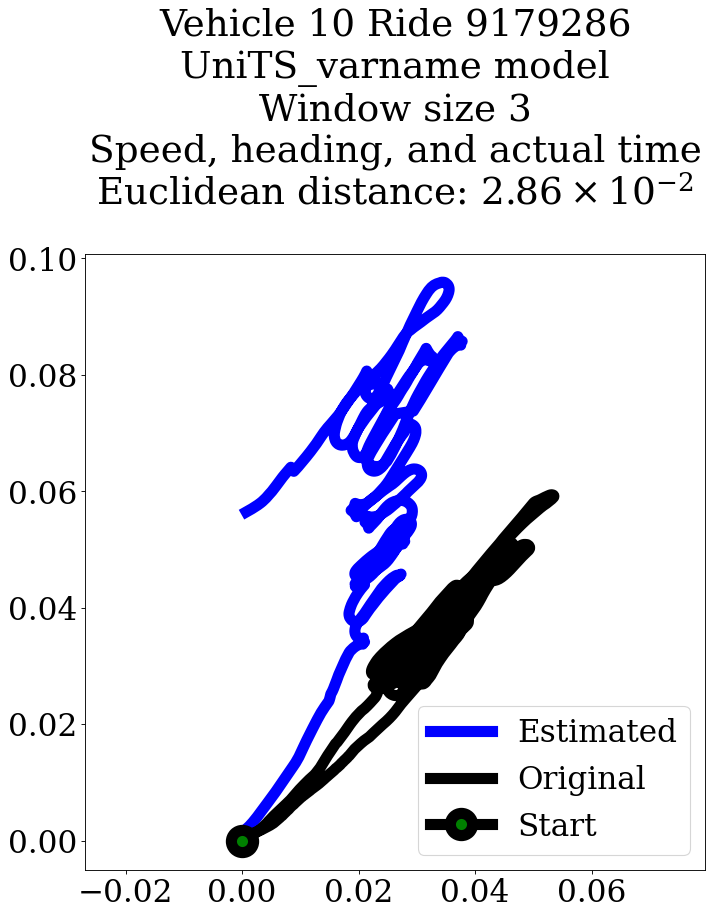 Vehicle 10 Ride 9179286
UniTS_varname model
Window size 3
Speed, heading, and actual time
Euclidean distance: 2.86 × 10⁻²
0.10
0.08
0.06
0.04
0.02
0.00
Estimated
Original
Start
−0.02 0.00 0.02 0.04 0.06